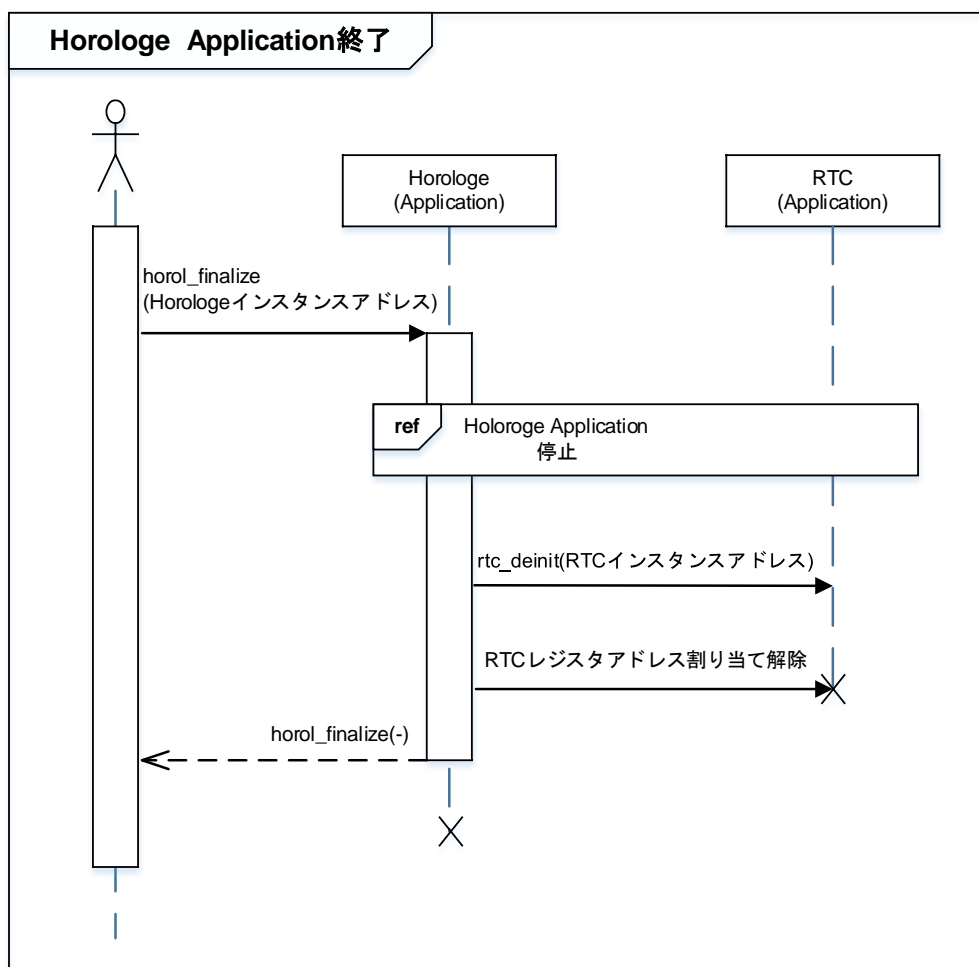 Horologe Application終了
Horologe
(Application)
RTC
(Application)
horol_finalize
(Horologeインスタンスアドレス)
ref
Holoroge Application
停止
rtc_deinit(RTCインスタンスアドレス)
RTCレジスタアドレス割り当て解除
horol_finalize(-)